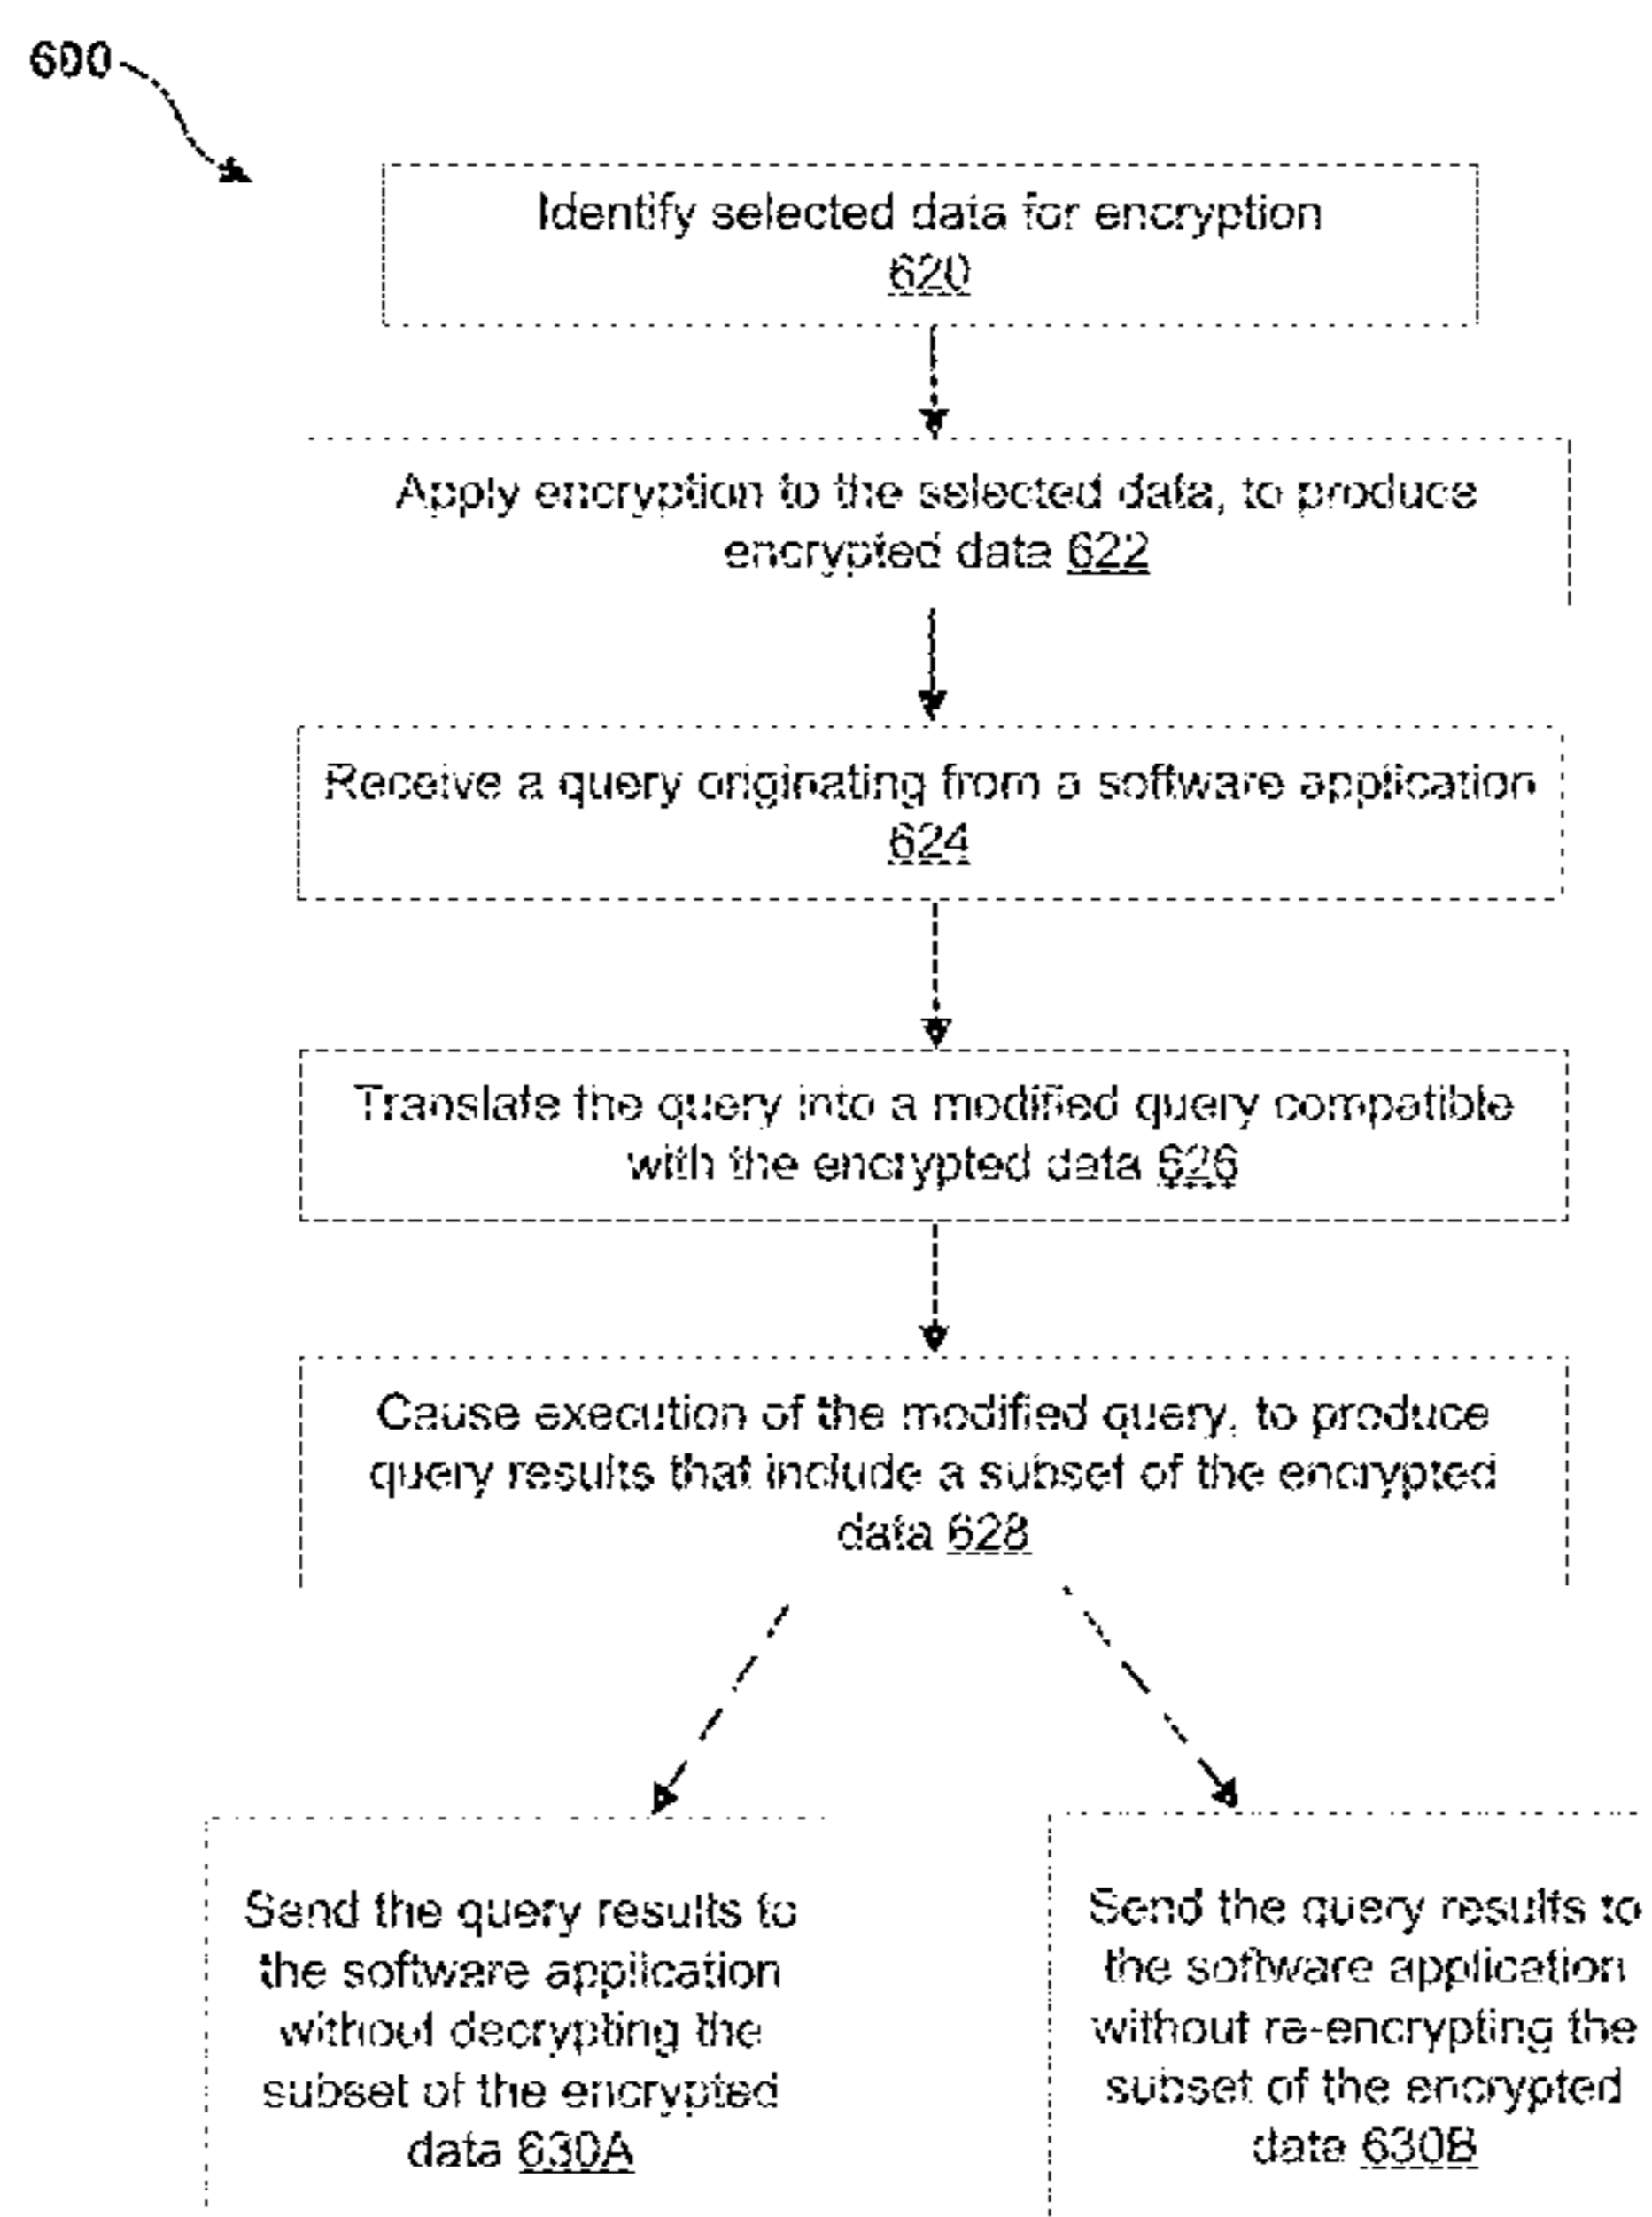 600
Identify selected data for encryption
620
Apply encryption to the selected data, to produce
encrypted data 622
Receive a query originating from a software application
624
Translate the query into a modified query compatible
with the encrypted data 626
Cause execution of the modified query, to produce
query results that include a subset of the encrypted
data 628
Send the query results to
the software application
without decrypting the
subset of the encrypted
data 630A
Send the query results to
the software application
without re-encrypting the
subset of the encrypted
data 630B